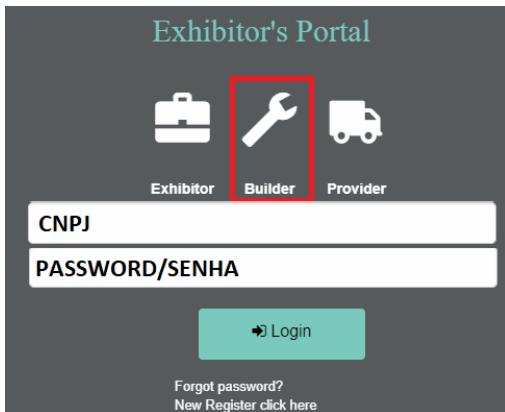 Exhibitor's Portal
Exhibitor Builder Provider
CNPJ
PASSWORD/SENHA
Login
Forgot password?
New Register click here